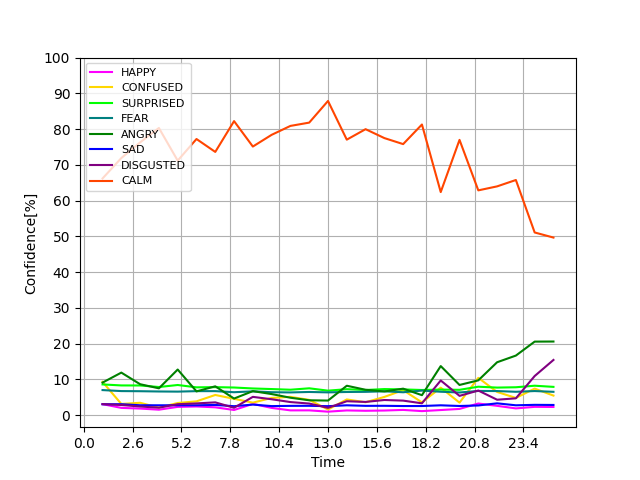 100
90
80
70
60
50
40
30
20
10
0
Confidence[%]
HAPPY
CONFUSED
SURPRISED
FEAR
ANGRY
SAD
DISGUSTED
CALM
0.0 2.6 5.2 7.8 10.4 13.0 15.6 18.2 20.8 23.4
Time